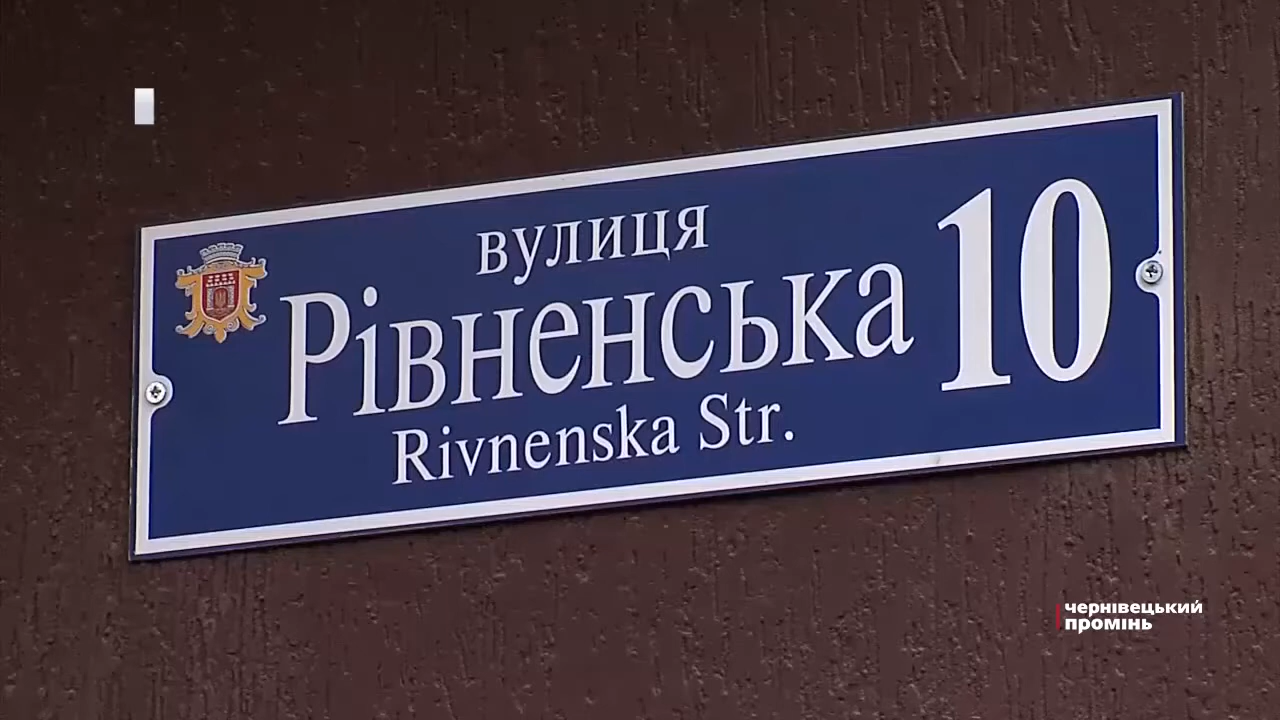 вулиця
Рівненська 10
Rivnenska Str.
чернівецький
промінь